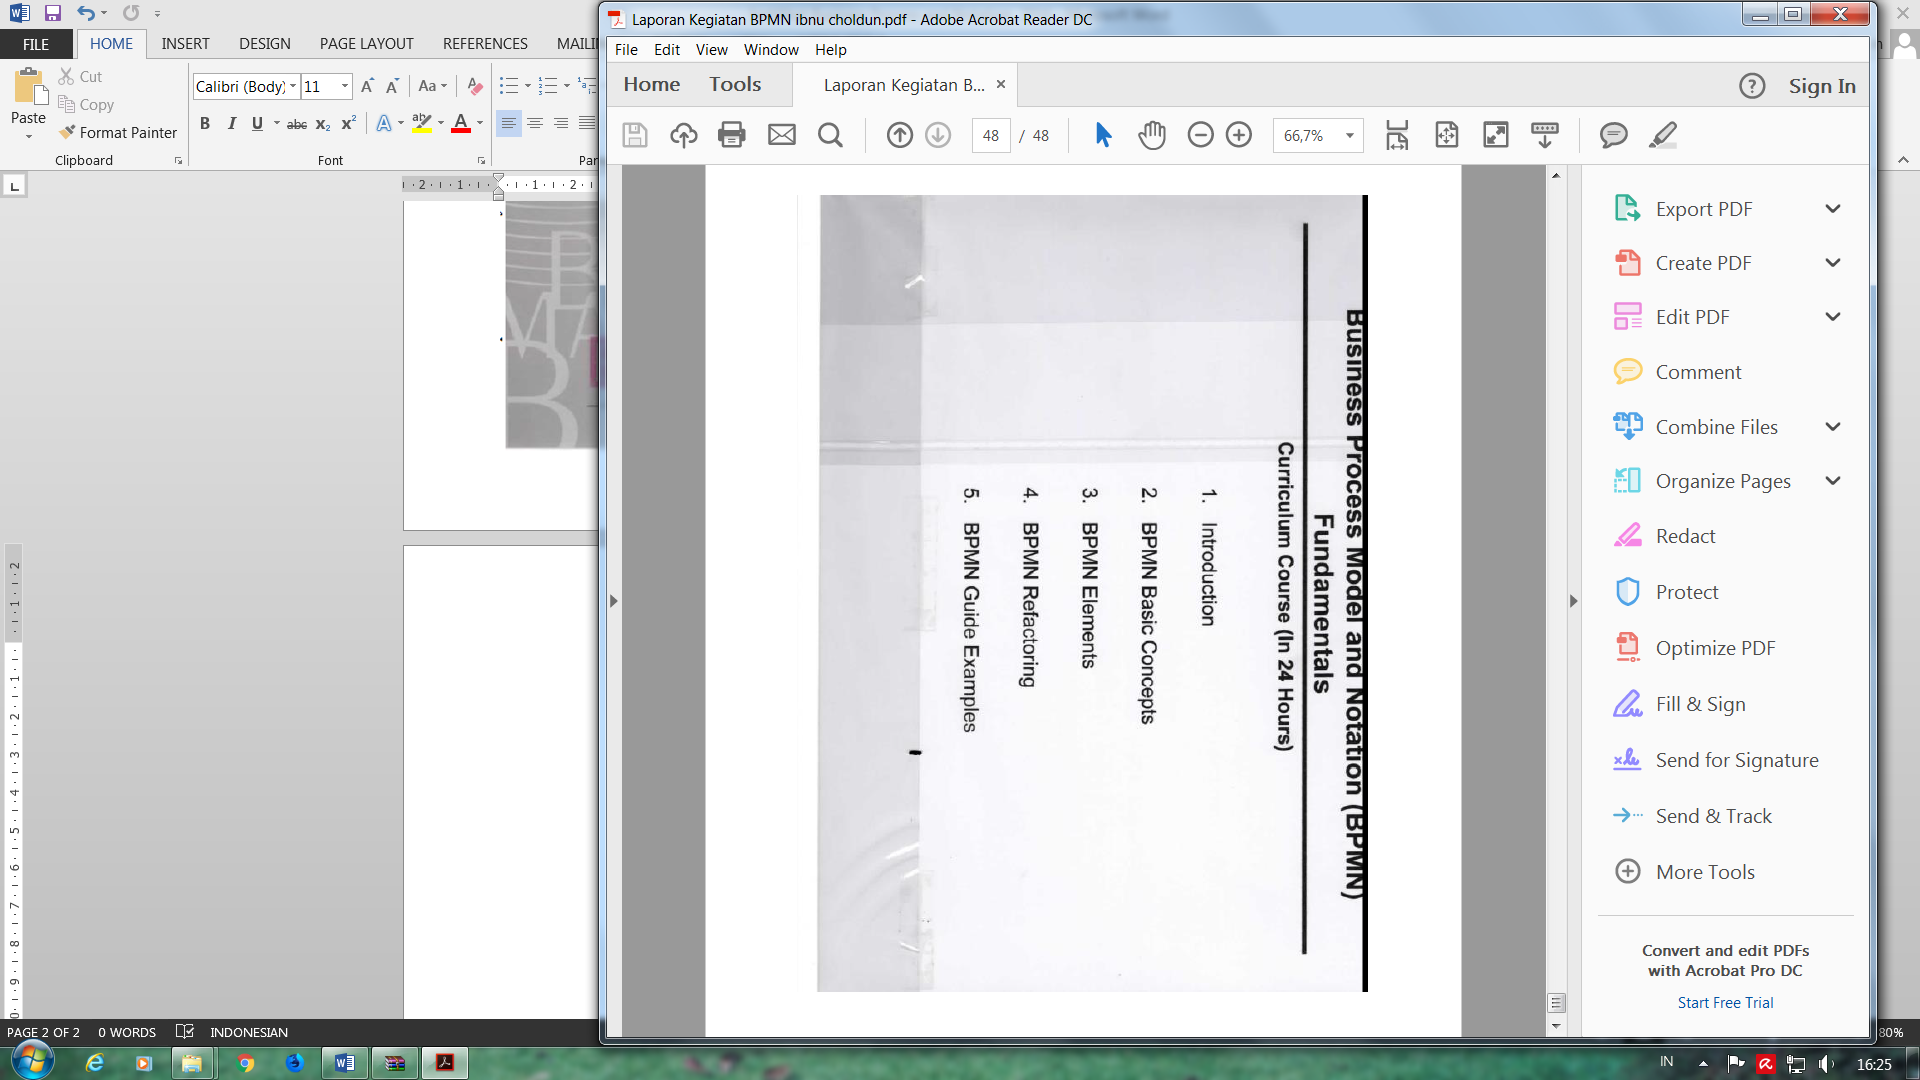 FILE
HOME
INSERT
DESIGN
PAGE LAYOUT
REFERENCES
Paste
Cut
Copy
Format Painter
Clipboard
Calibri (Body)
11
Font
Laporan Kegiatan BPMN ibnu choldun.pdf - Adobe Acrobat Reader DC
File Edit View Window Help
Home
Tools
Laporan Kegiatan B...
Sign In
48 / 48
66,7%
Business Process Model and Notation (BPMN)
Fundamentals
Curriculum Course (In 24 Hours)
1. Introduction
2. BPMN Basic Concepts
3. BPMN Elements
4. BPMN Refactoring
5. BPMN Guide Examples
Export PDF
Create PDF
Edit PDF
Comment
Combine Files
Organize Pages
Redact
Protect
Optimize PDF
Fill & Sign
Send for Signature
Send & Track
More Tools
Convert and edit PDFs
with Acrobat Pro DC
Start Free Trial
PAGE 2 OF 2
0 WORDS
INDONESIAN
80%
IN
16:25